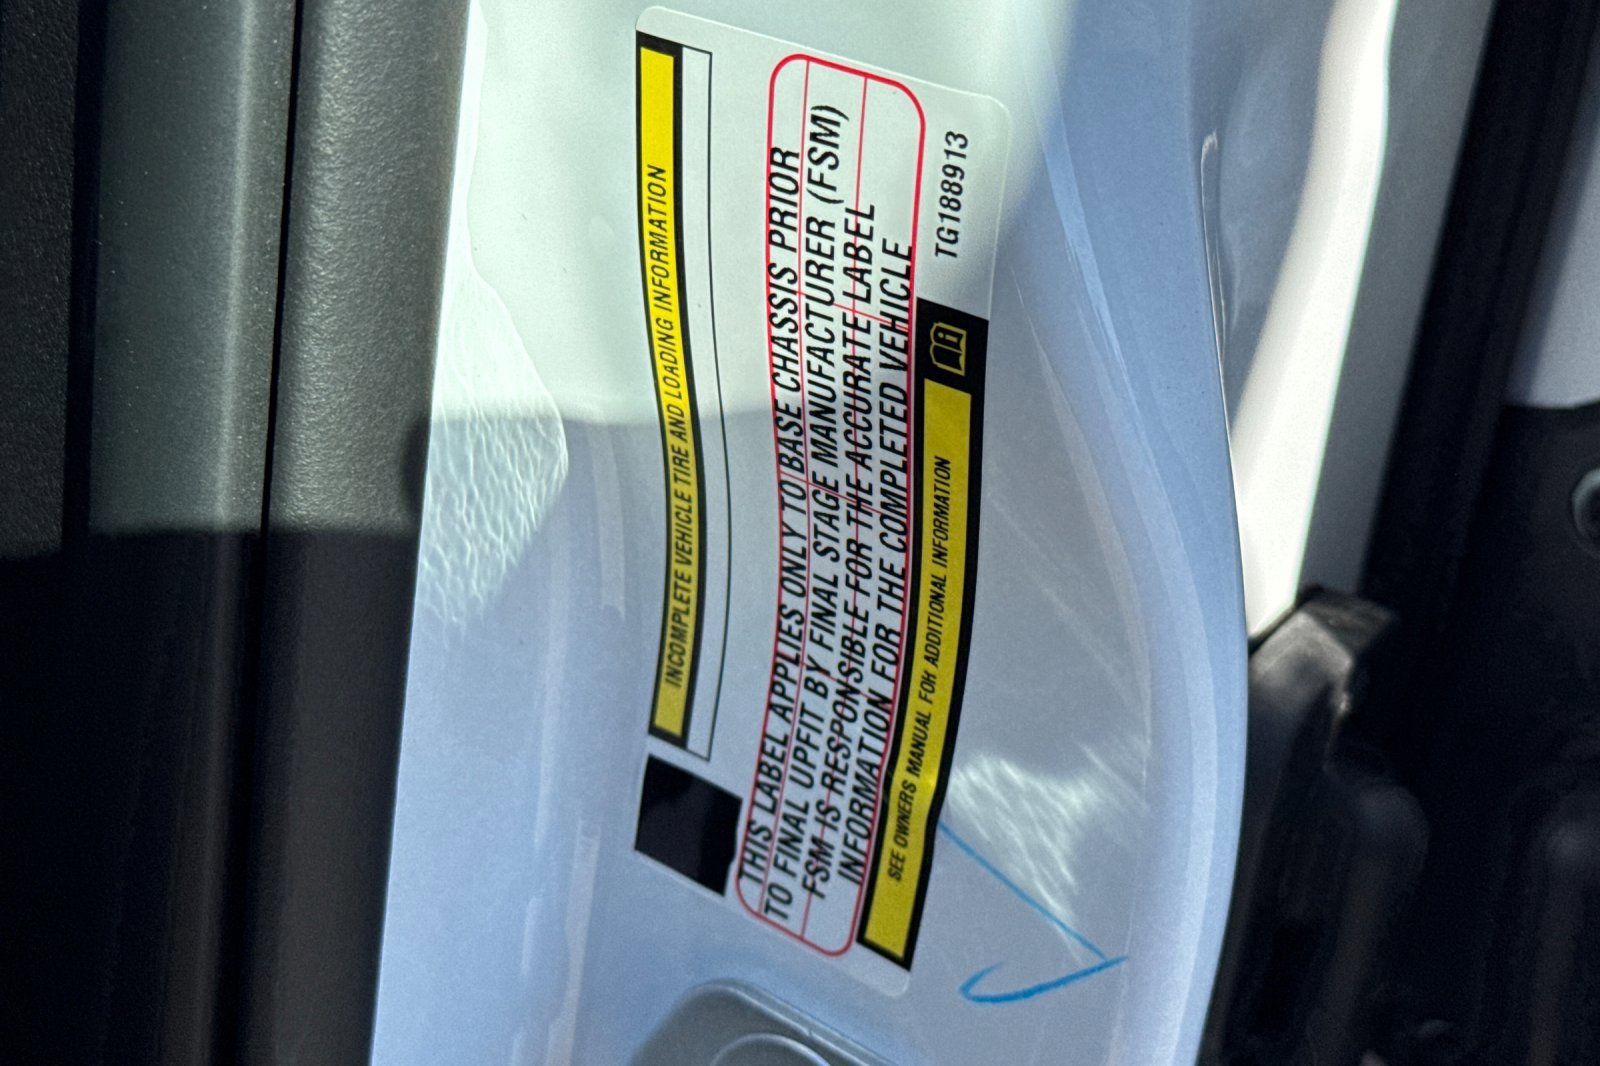 INCOMPLETE VEHICLE TIRE AND LOADING INFORMATION
THIS LABEL APPLIES ONLY TO BASE CHASSIS PRIOR
TO FINAL UPFIT BY FINAL STAGE MANUFACTURER (FSM)
FSM IS RESPONSIBLE FOR THE ACCURATE LABEL
INFORMATION FOR THE COMPLETED VEHICLE
SEE OWNERS MANUAL FOR ADDITIONAL INFORMATION
TG188913